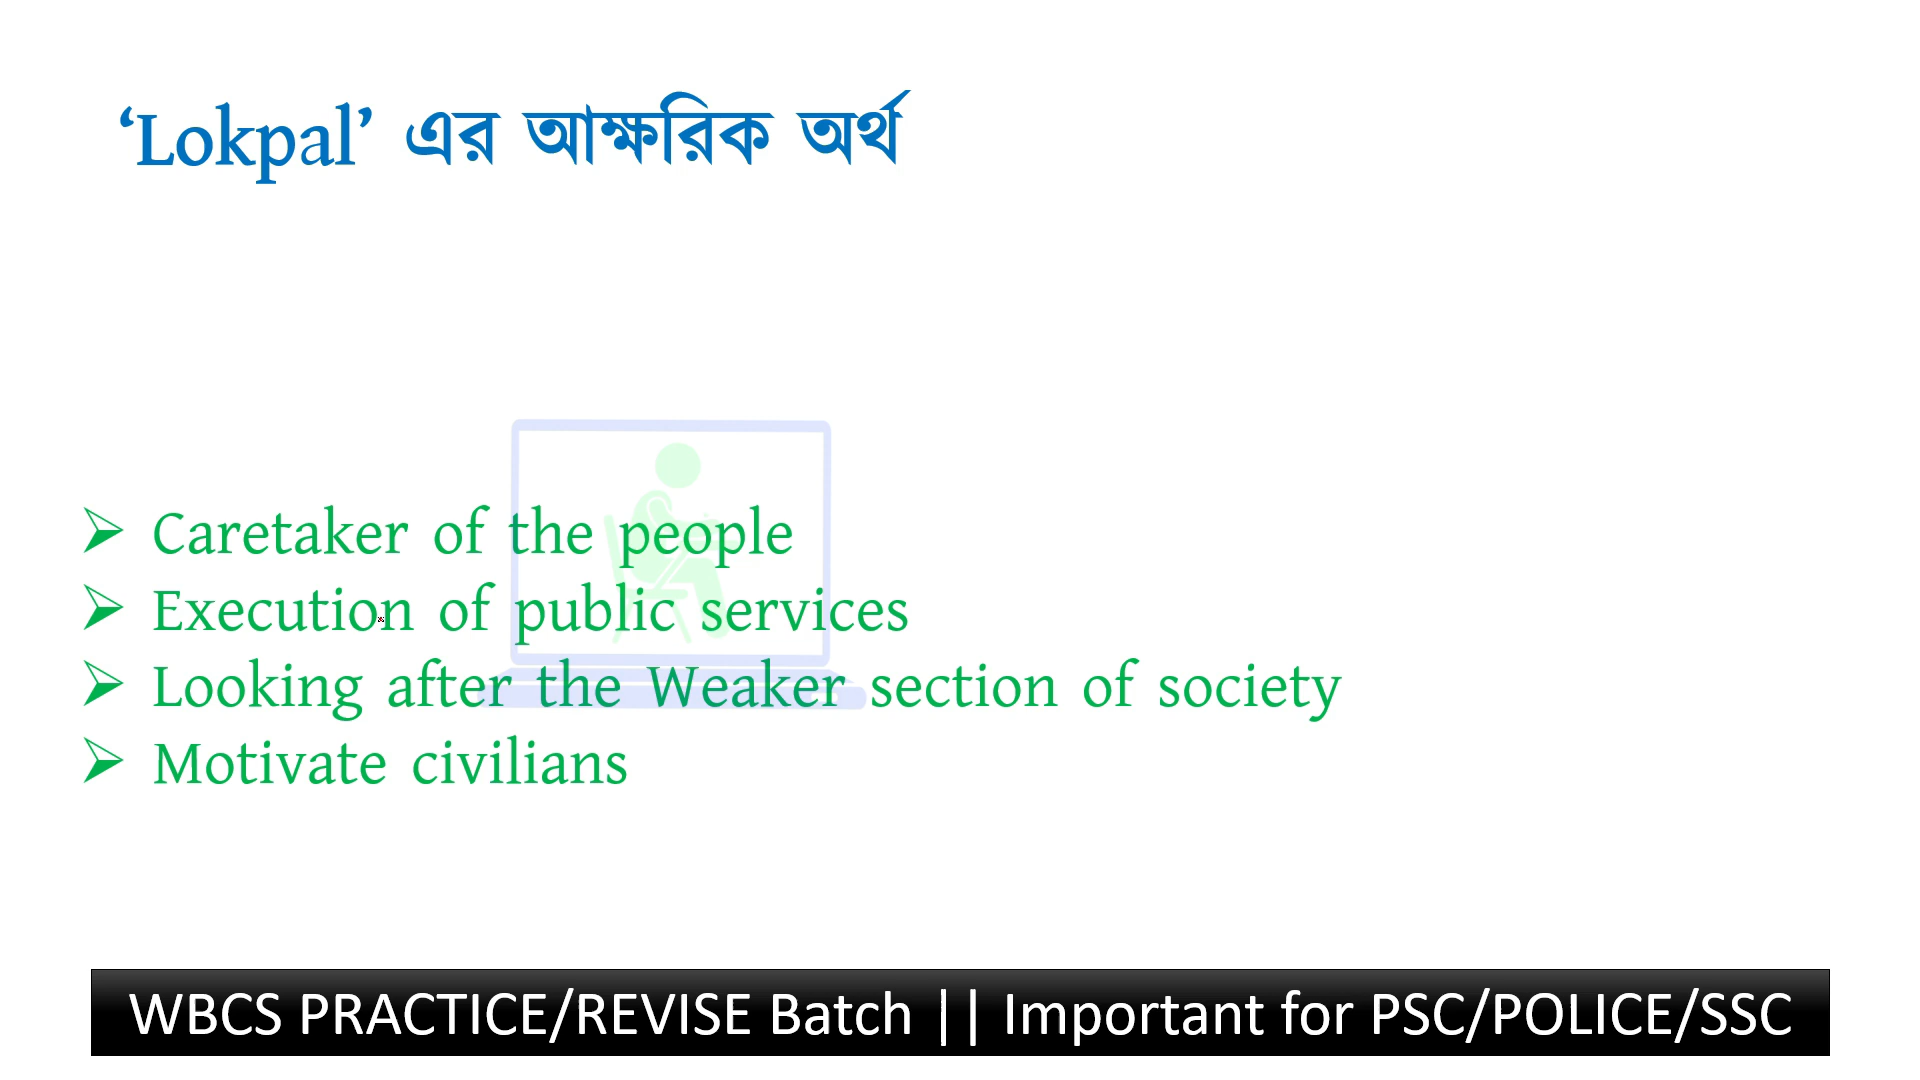 ‘Lokpal’ এর আক্ষরিক অর্থ
➢ Caretaker of the people
➢ Execution of public services
➢ Looking after the Weaker section of society
➢ Motivate civilians
WBCS PRACTICE/REVISE Batch || Important for PSC/POLICE/SSC